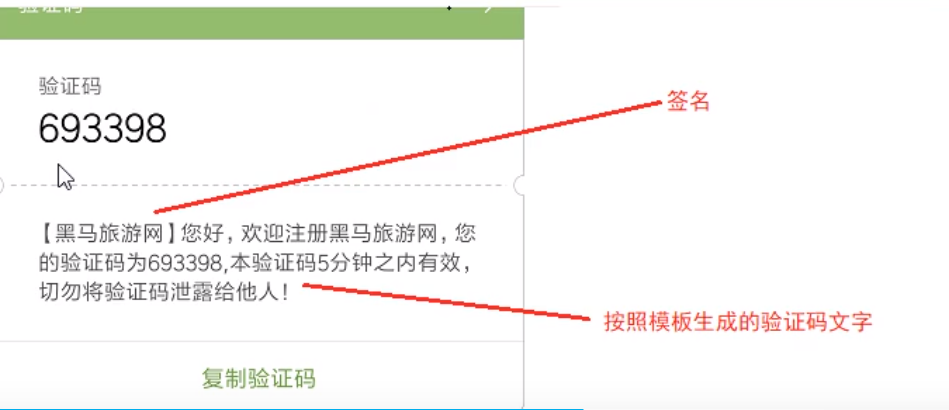 验证码
验证码
693398
签名
【黑马旅游网】您好，欢迎注册黑马旅游网，您
的验证码为693398,本验证码5分钟之内有效，
切勿将验证码泄露给他人！
按照模板生成的验证码文字
复制验证码